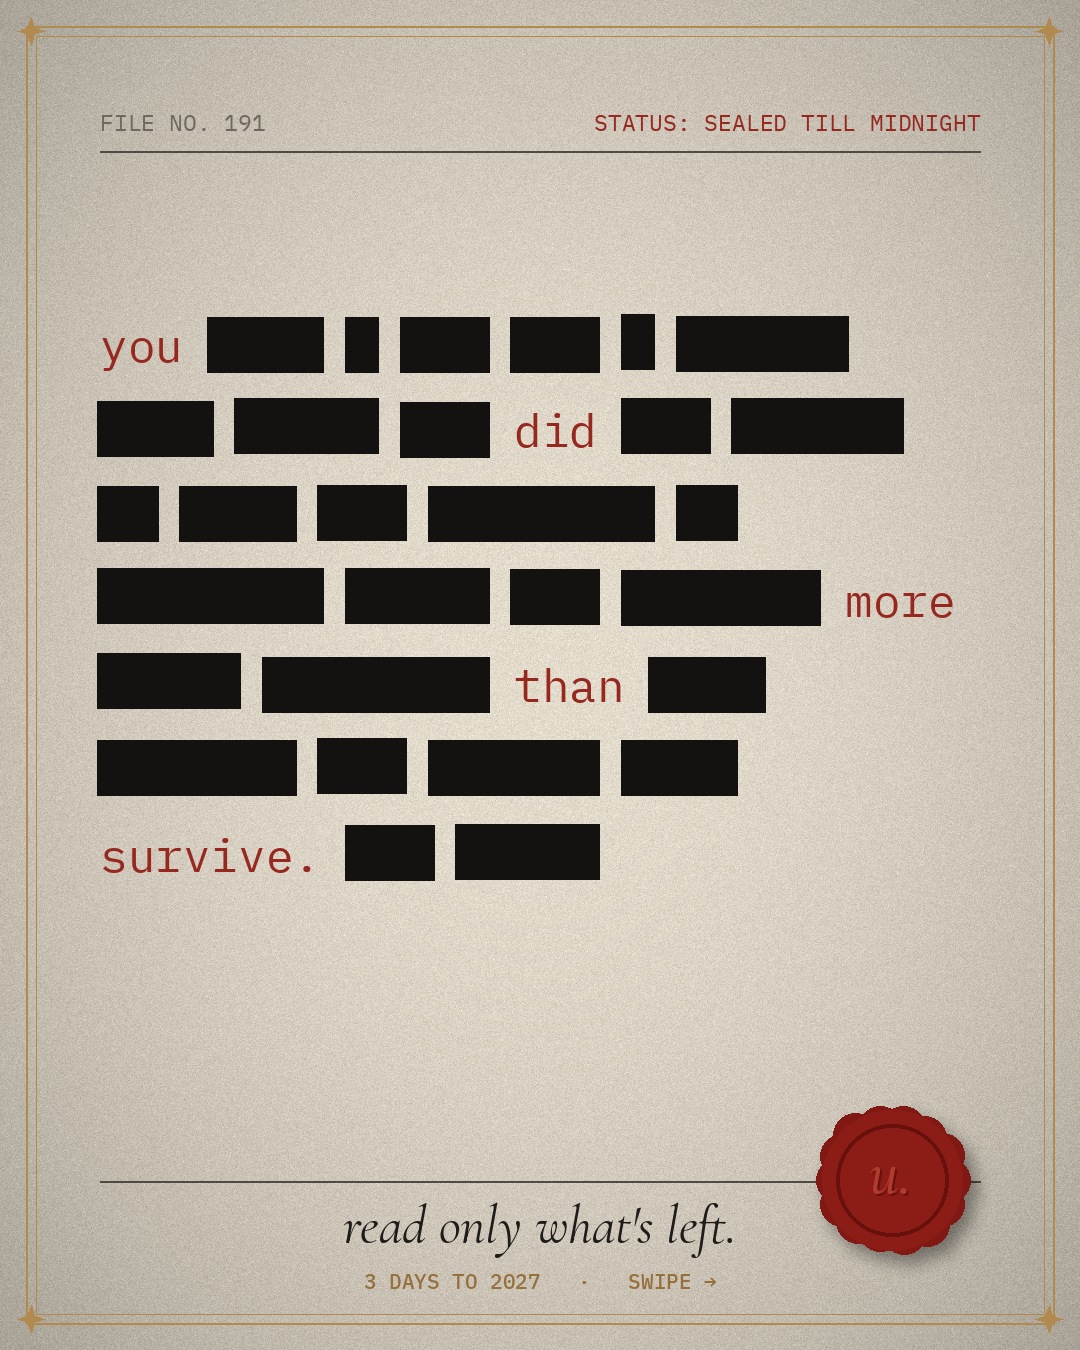 FILE NO. 191
STATUS: SEALED TILL MIDNIGHT
you
did
more
than
survive.
u.
read only what's left.
3 DAYS TO 2027 · SWIPE →